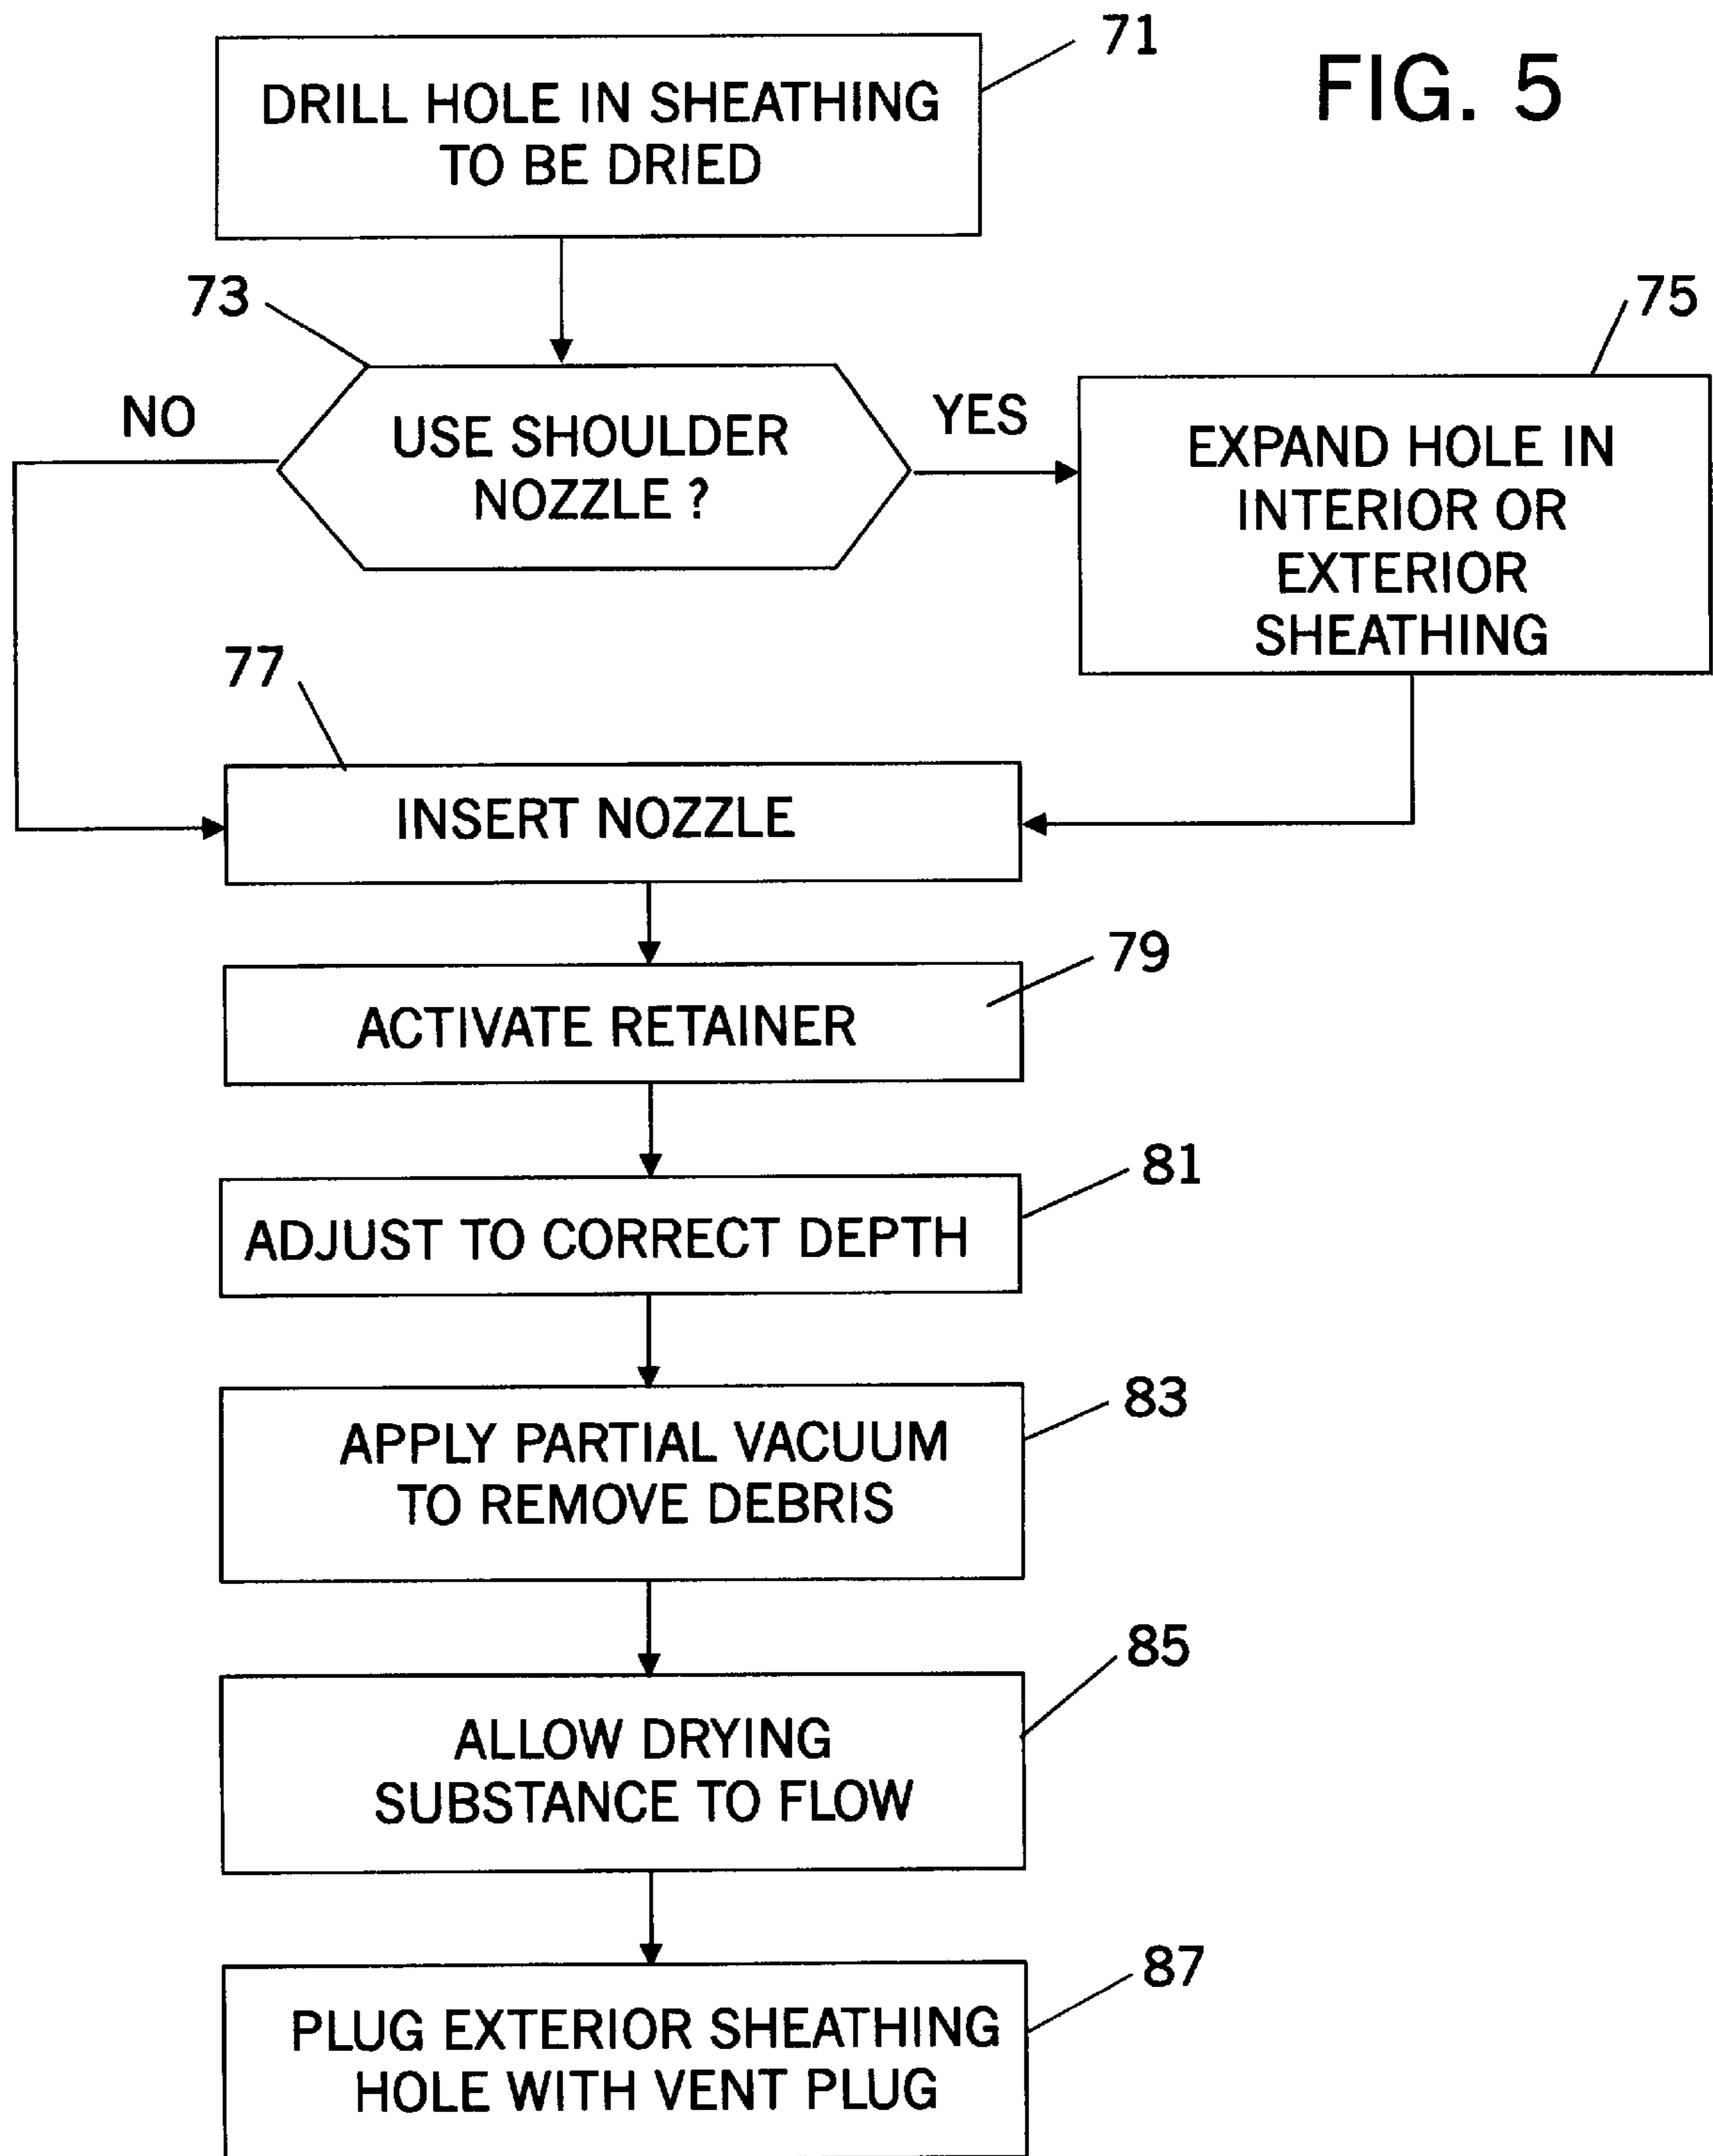 71
FIG. 5
DRILL HOLE IN SHEATHING
TO BE DRIED
73
75
NO
YES
USE SHOULDER
NOZZLE ?
EXPAND HOLE IN
INTERIOR OR
EXTERIOR
SHEATHING
77
INSERT NOZZLE
79
ACTIVATE RETAINER
81
ADJUST TO CORRECT DEPTH
83
APPLY PARTIAL VACUUM
TO REMOVE DEBRIS
85
ALLOW DRYING
SUBSTANCE TO FLOW
87
PLUG EXTERIOR SHEATHING
HOLE WITH VENT PLUG